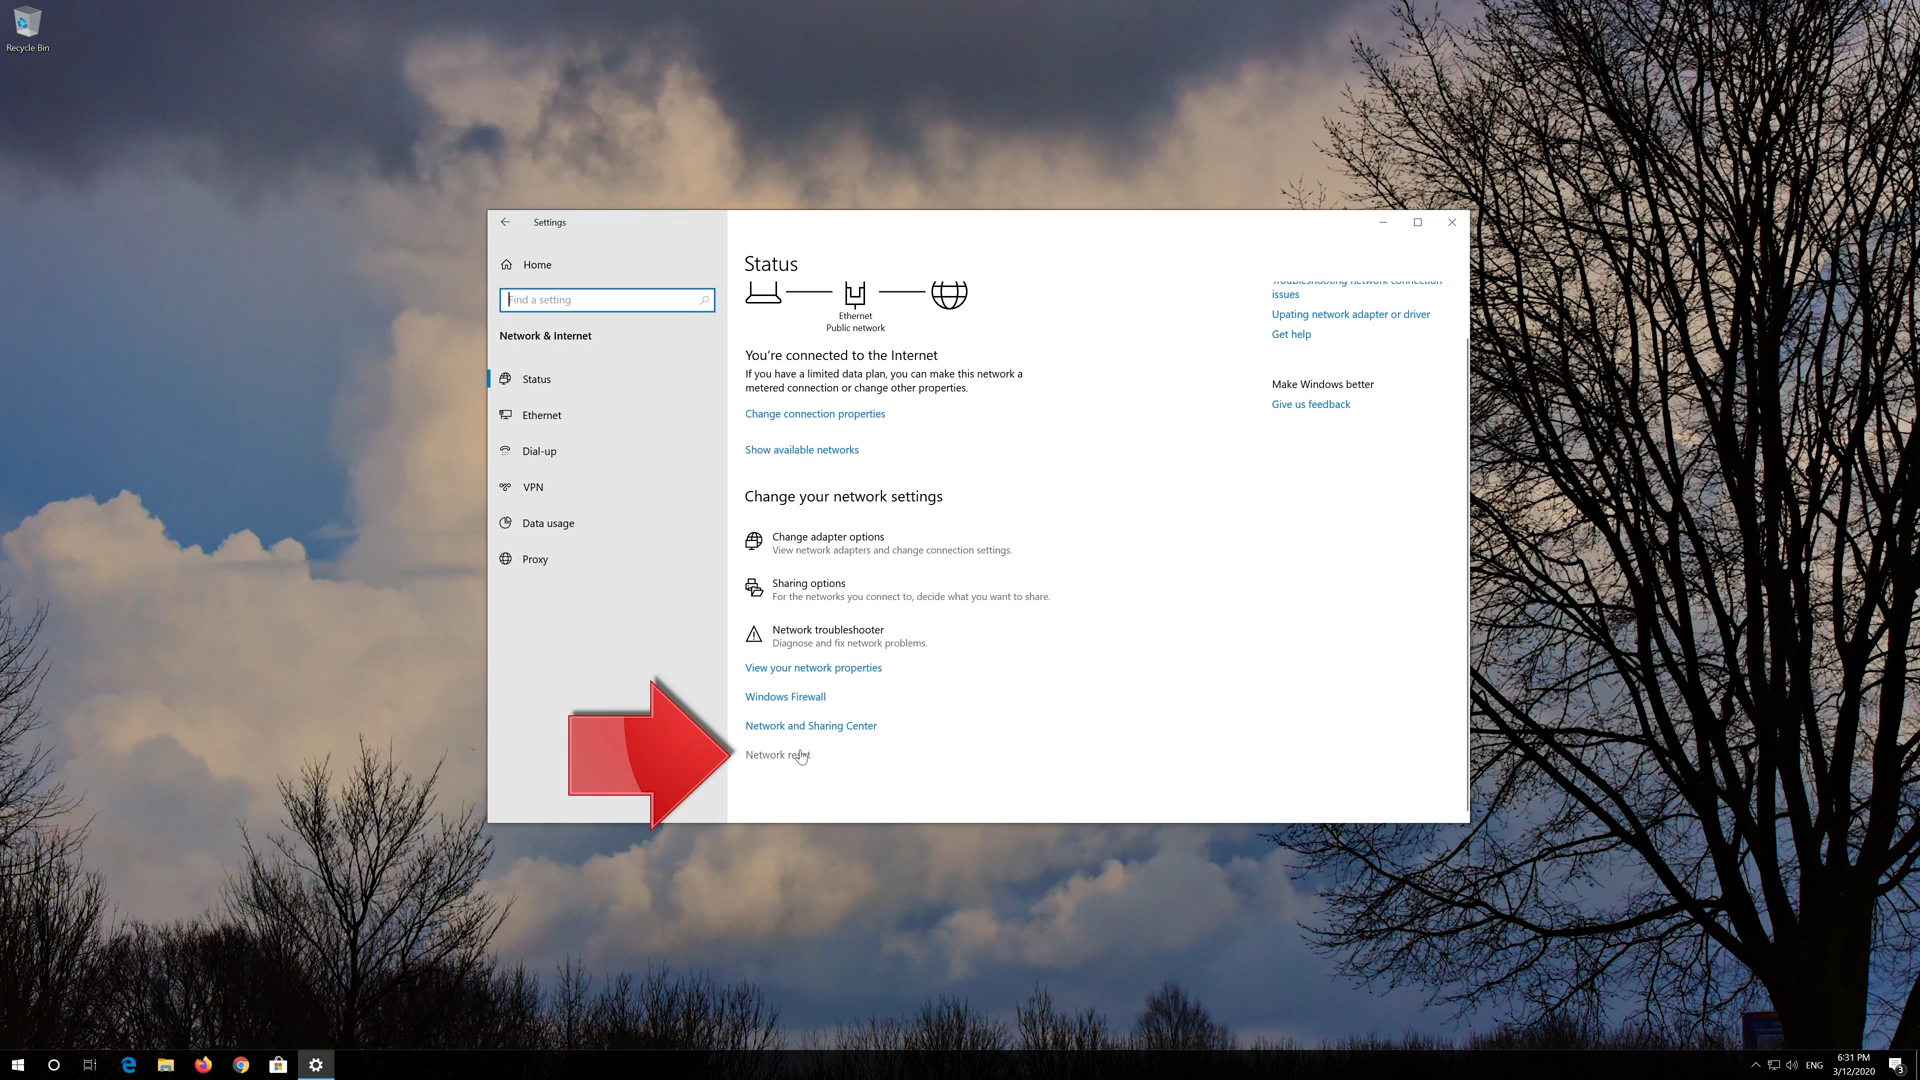 Recycle Bin
Settings
Home
Find a setting
Network & Internet
Status
Ethernet
Dial-up
VPN
Data usage
Proxy
Status
Ethernet
Public network
You're connected to the Internet
If you have a limited data plan, you can make this network a
metered connection or change other properties.
Change connection properties
Show available networks
Change your network settings
Change adapter options
View network adapters and change connection settings.
Sharing options
For the networks you connect to, decide what you want to share.
Network troubleshooter
Diagnose and fix network problems.
View your network properties
Windows Firewall
Network and Sharing Center
Network reset
Troubleshooting network connection
issues
Upating network adapter or driver
Get help
Make Windows better
Give us feedback
ENG
6:31 PM
3/12/2020
3